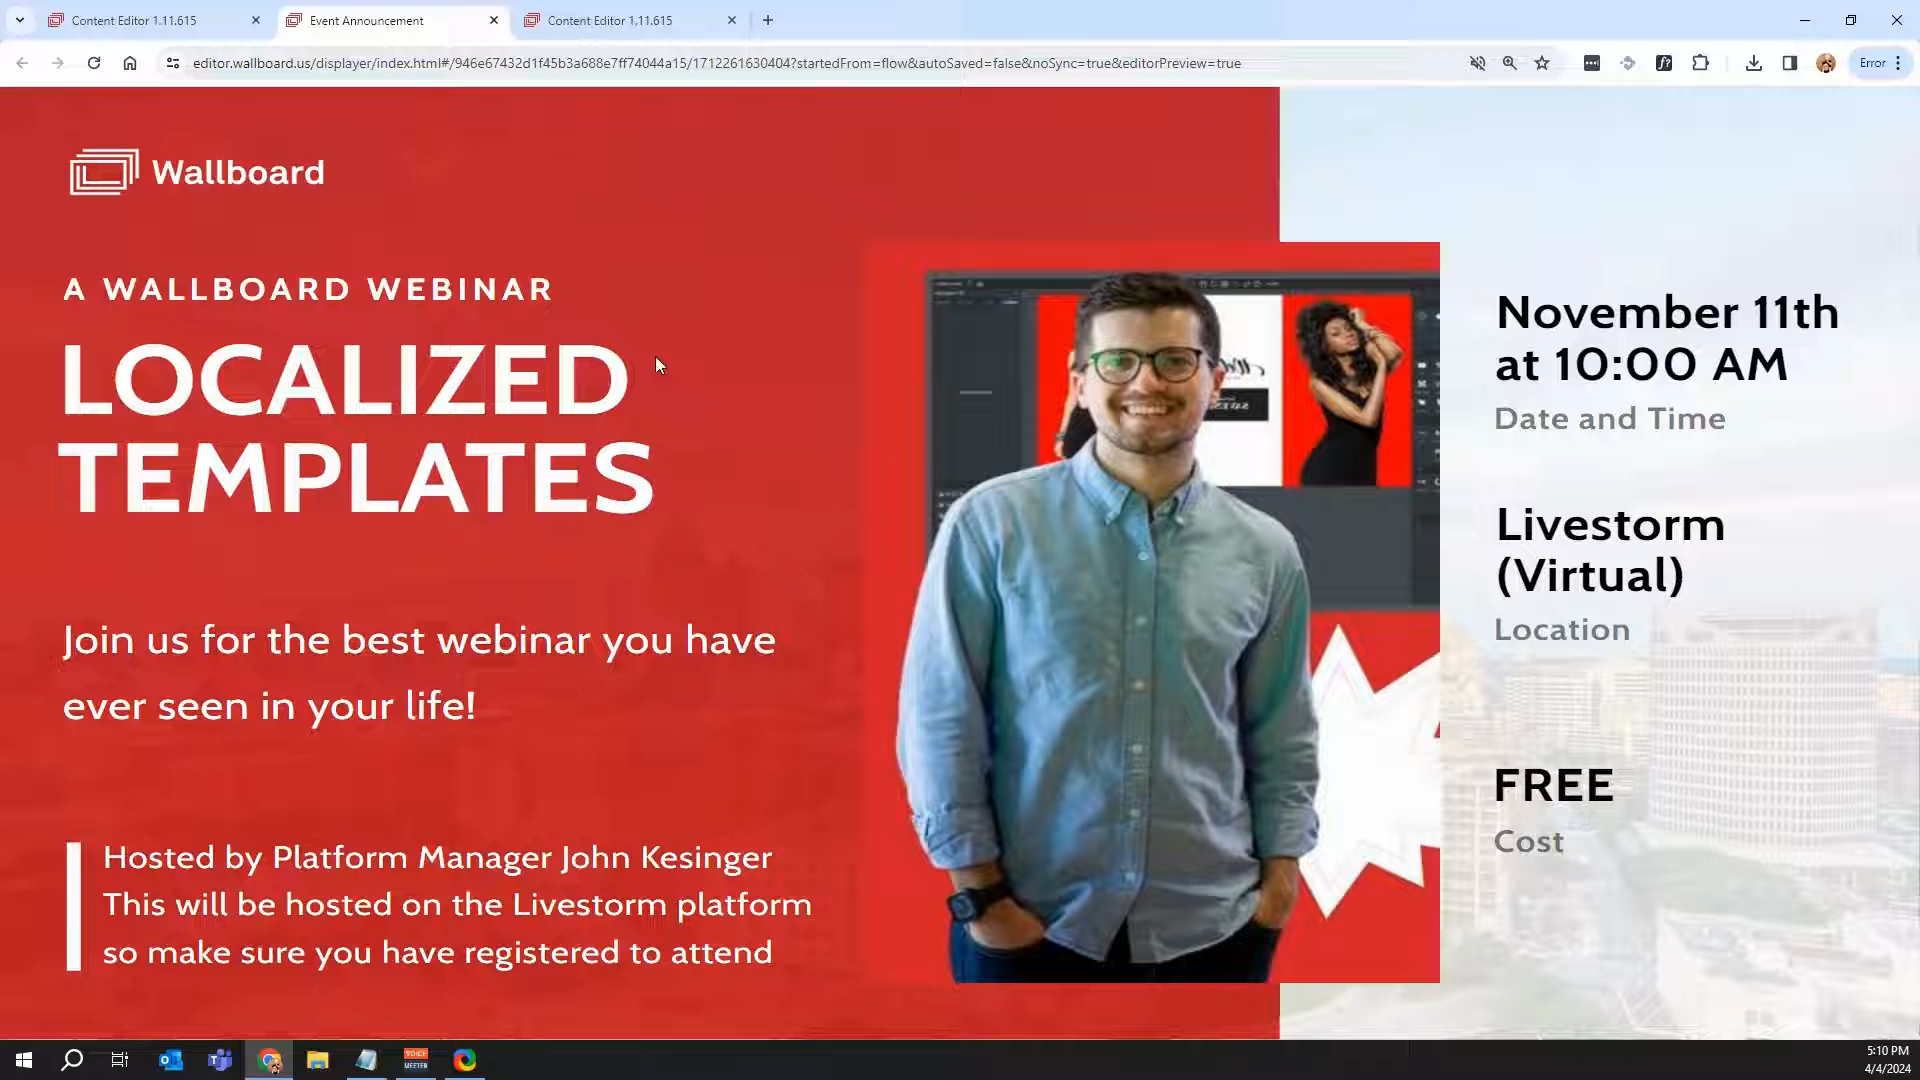 Content Editor 1.11.615
Event Announcement
Content Editor 1.11.615
editor.wallboard.us/displayer/index.html#/946e67432d1f45b3a688e7ff74044a15/1712261630404?startedFrom=flow&autoSaved=false&noSync=true&editorPreview=true
Error
Wallboard
A WALLBOARD WEBINAR
LOCALIZED
TEMPLATES
Join us for the best webinar you have
ever seen in your life!
Hosted by Platform Manager John Kesinger
This will be hosted on the Livestorm platform
so make sure you have registered to attend
November 11th
at 10:00 AM
Date and Time
Livestorm
(Virtual)
Location
FREE
Cost
VOICE
MEETER
5:10 PM
4/4/2024